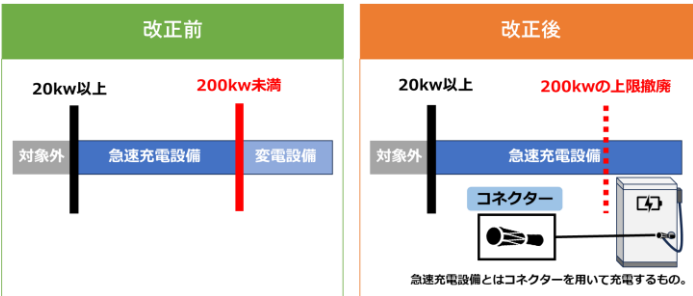 改正前
20kw以上
200kw未満
対象外
急速充電設備
変電設備
改正後
20kw以上
200kwの上限撤廃
対象外
急速充電設備
コネクター
急速充電設備とはコネクターを用いて充電するもの。